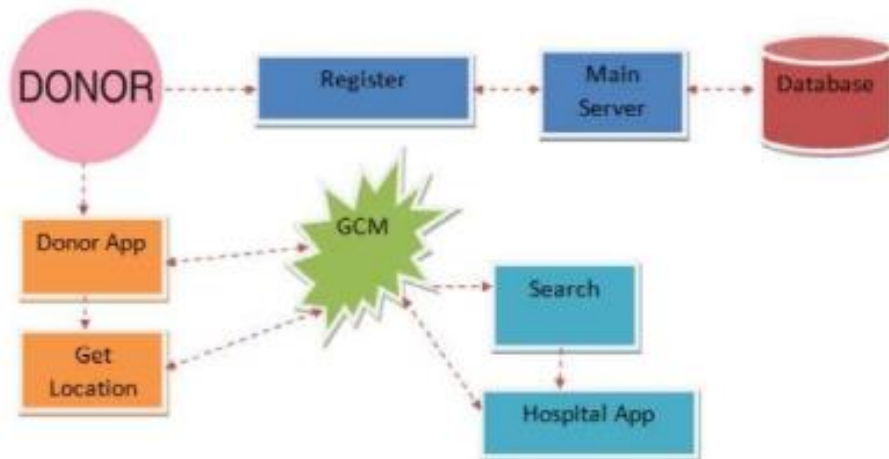 DONOR
Register
Main
Server
Database
Donor App
GCM
Search
Get
Location
Hospital App